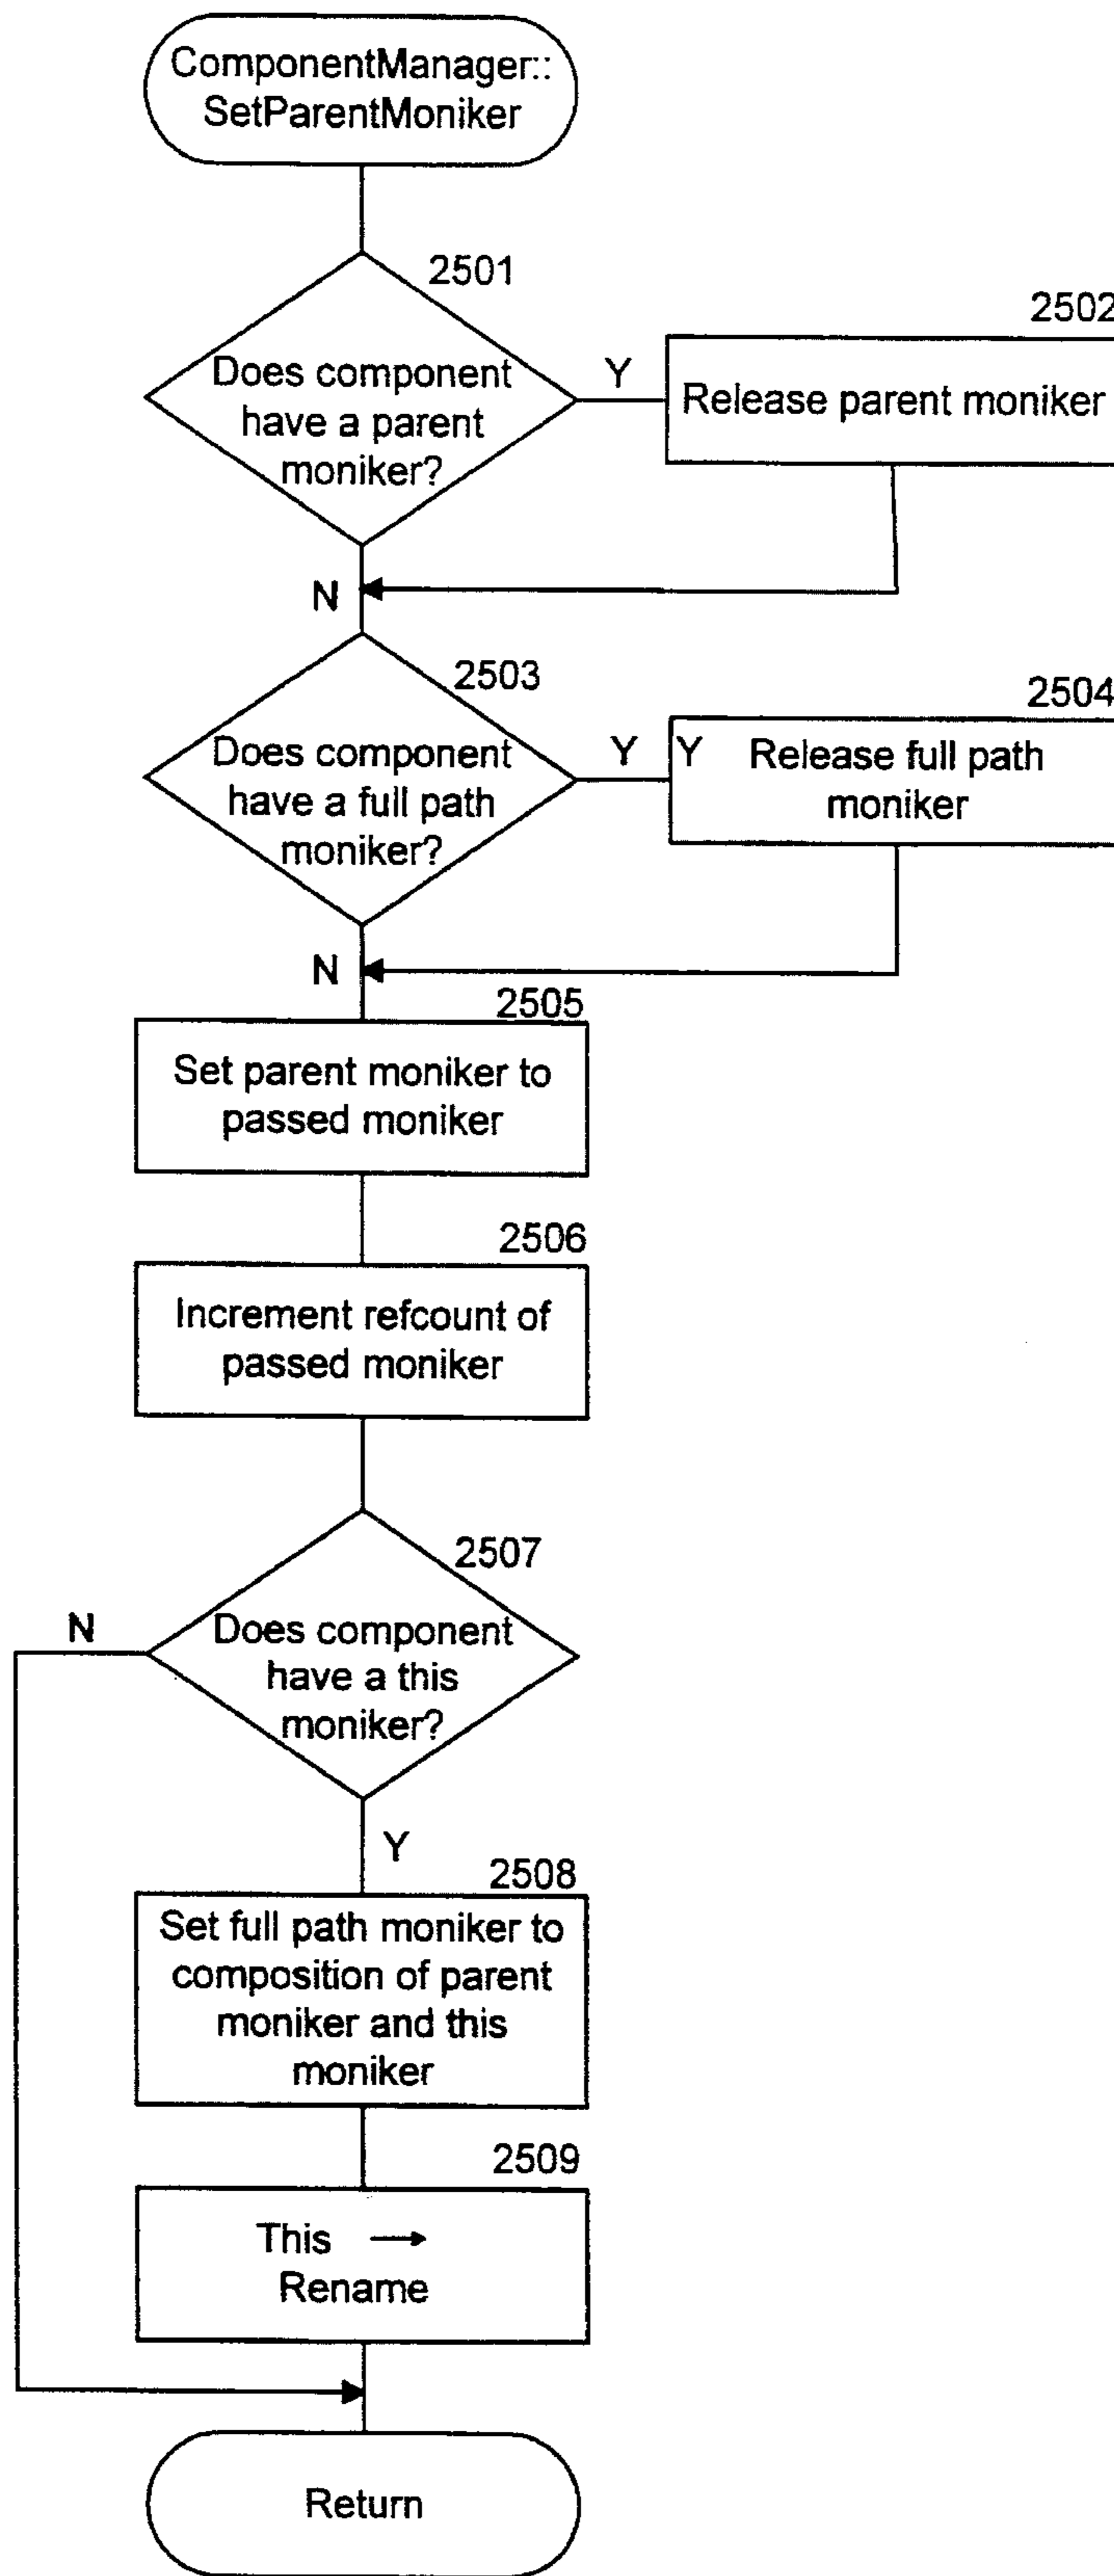 ComponentManager::
SetParentMoniker
2501
Does component
have a parent
moniker?
Y
2502
Release parent moniker
N
2503
Does component
have a full path
moniker?
Y
2504
Y
Release full path
moniker
N
2505
Set parent moniker to
passed moniker
2506
Increment refcount of
passed moniker
2507
N
Does component
have a this
moniker?
Y
2508
Set full path moniker to
composition of parent
moniker and this
moniker
2509
This →
Rename
Return